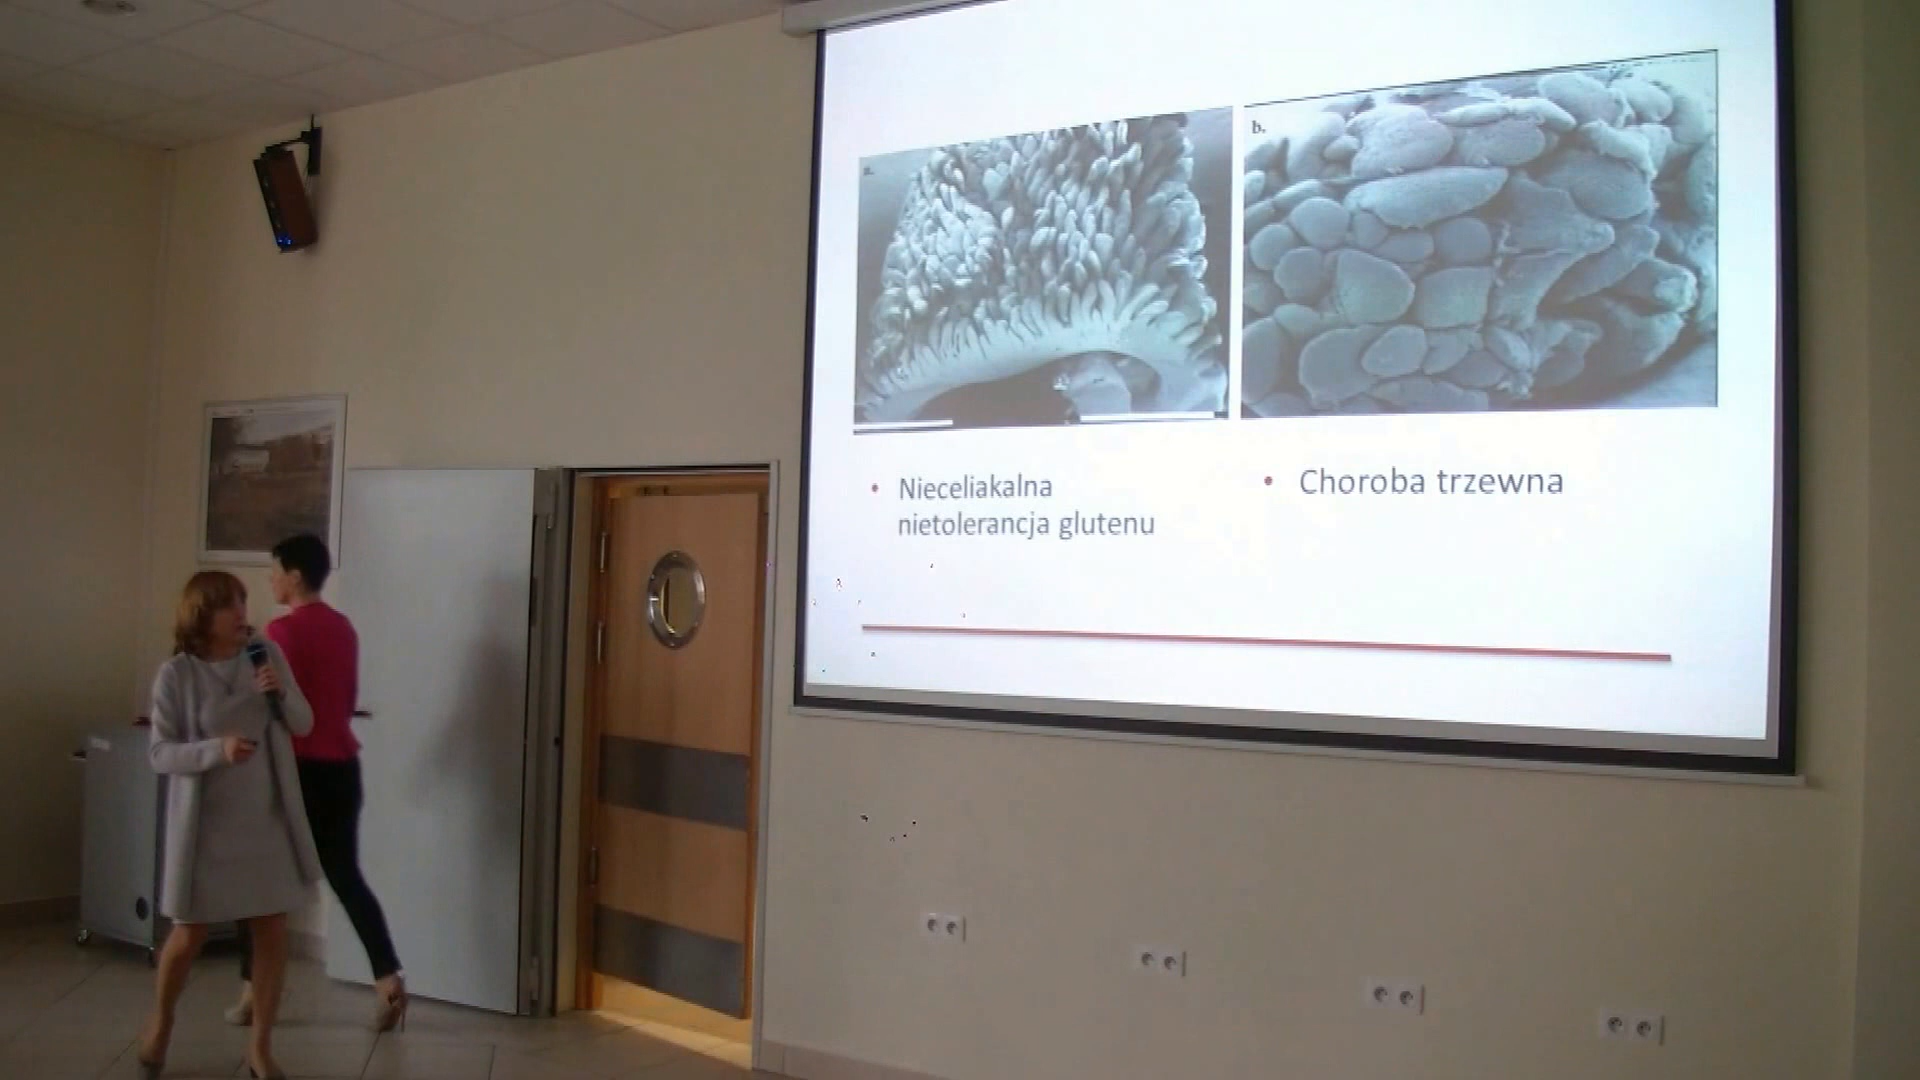 a.
b.
• Nieceliakalna
nietolerancja glutenu
• Choroba trzewna